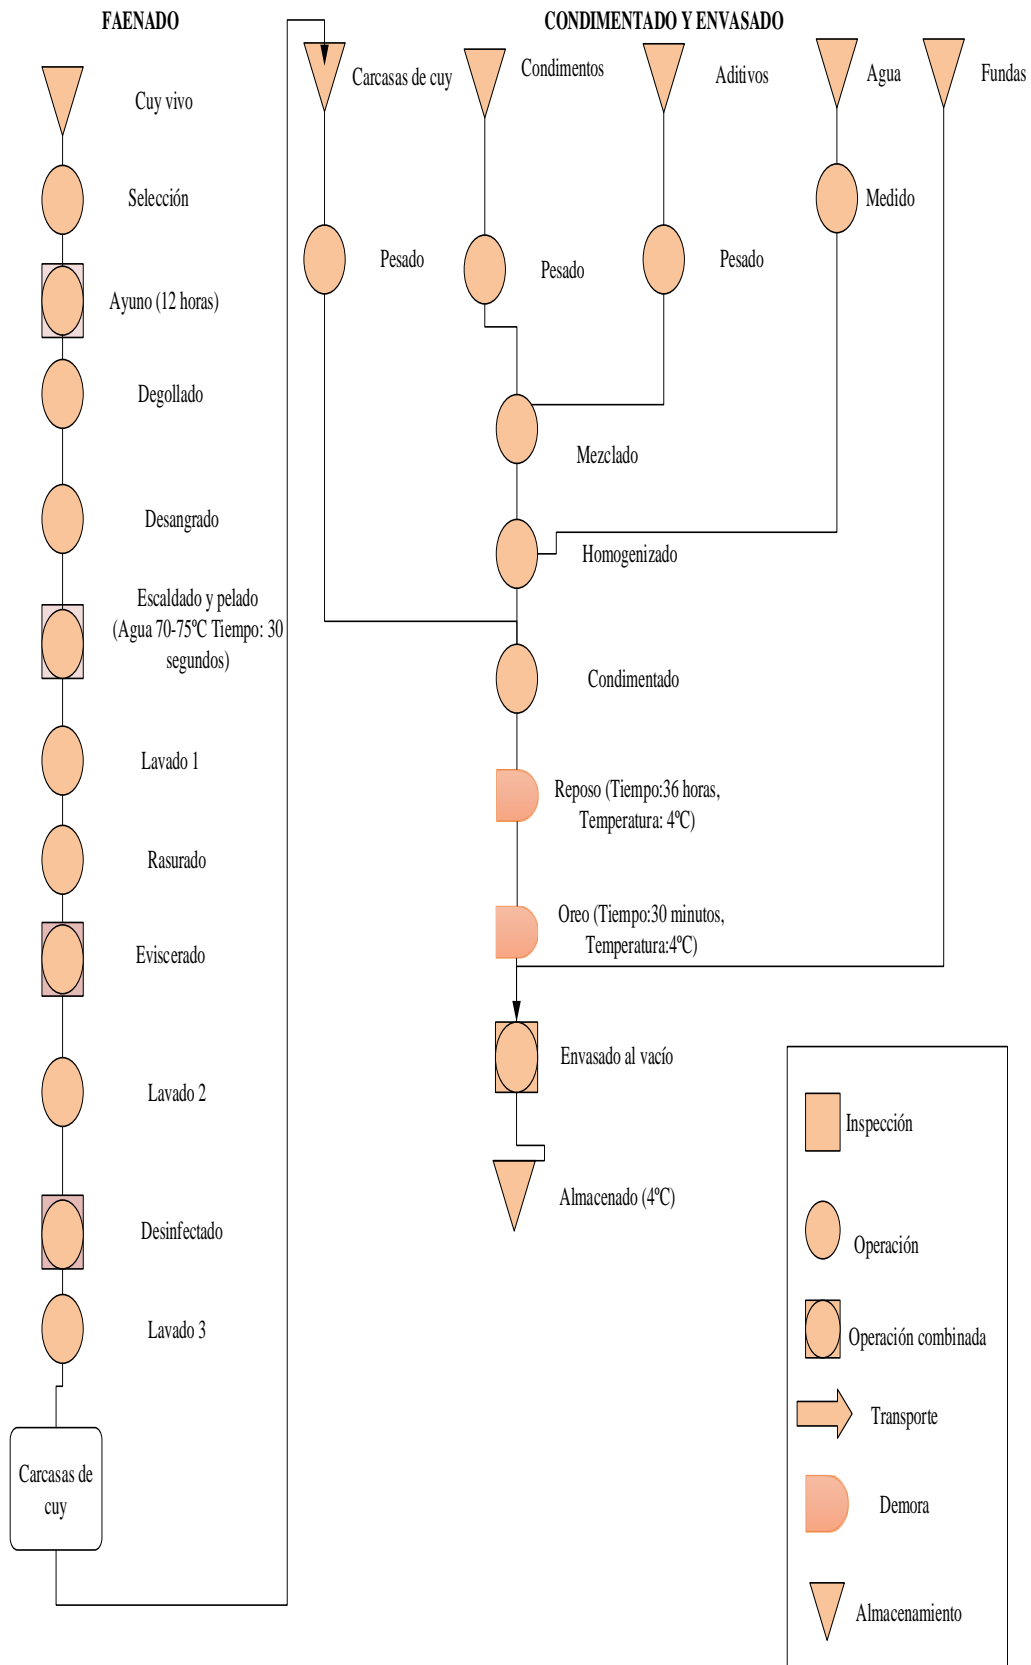 FAENADO
Cuy vivo
Selección
Ayuno (12 horas)
Degollado
Desangrado
Escaldado y pelado
(Agua 70-75ºC Tiempo: 30
segundos)
Lavado 1
Rasurado
Eviscerado
Lavado 2
Desinfectado
Lavado 3
Carcasas de
cuy
CONDIMENTADO Y ENVASADO
Carcasas de cuy
Condimentos
Aditivos
Agua
Fundas
Medido
Pesado
Pesado
Pesado
Mezclado
Homogenizado
Condimentado
Reposo (Tiempo:36 horas,
Temperatura: 4ºC)
Oreo (Tiempo:30 minutos,
Temperatura:4ºC)
Envasado al vacío
Almacenado (4ºC)
Inspección
Operación
Operación combinada
Transporte
Demora
Almacenamiento